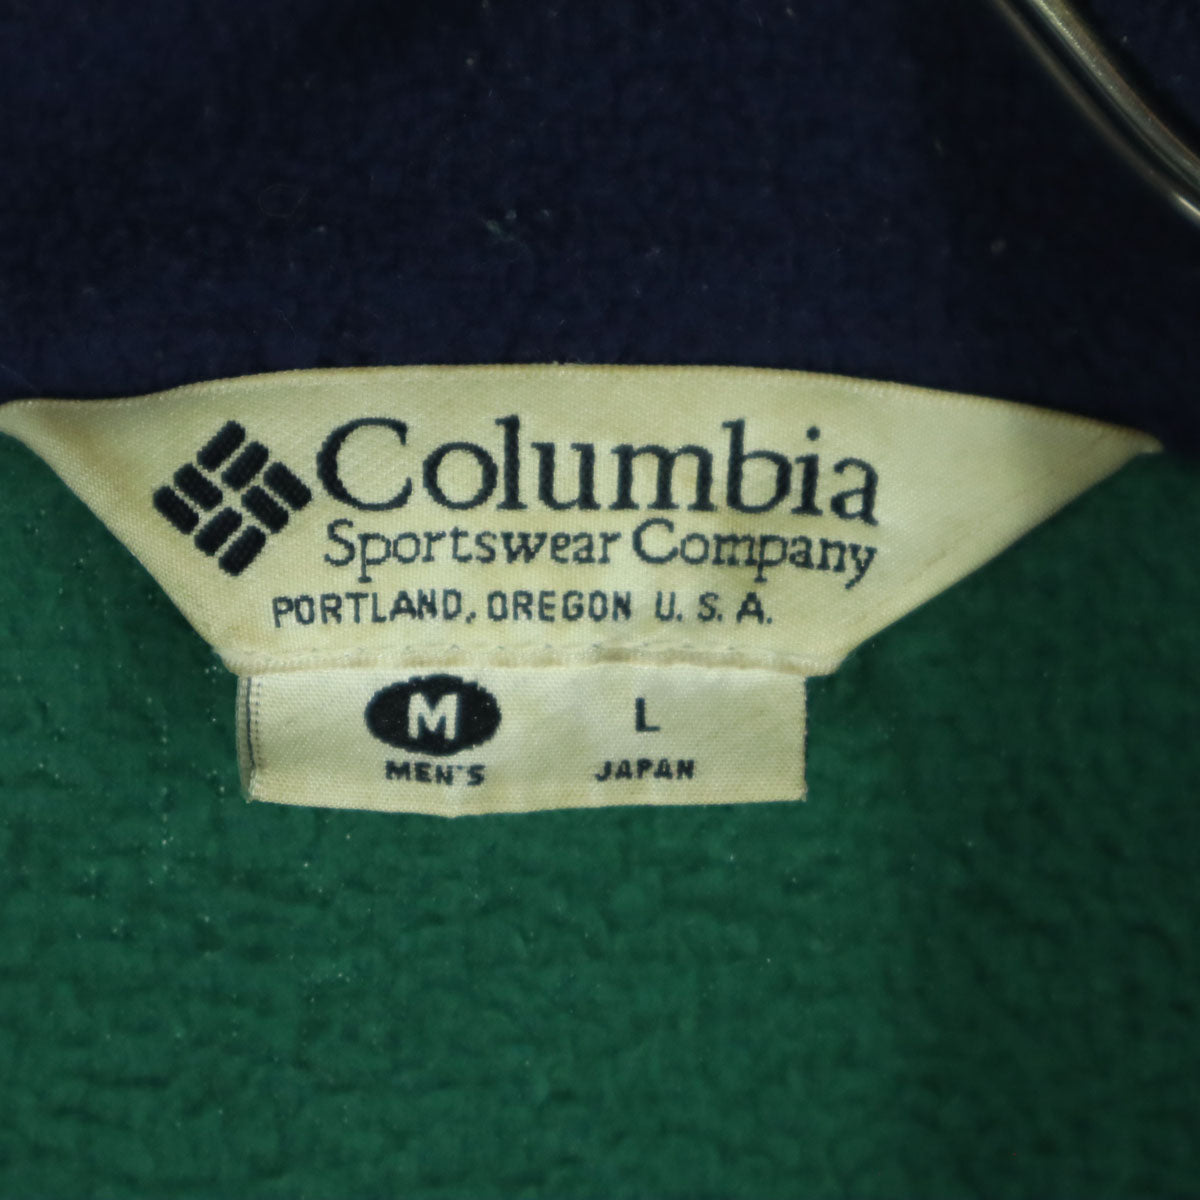 Columbia
Sportswear Company
PORTLAND, OREGON U. S. A.
M L
MEN'S JAPAN